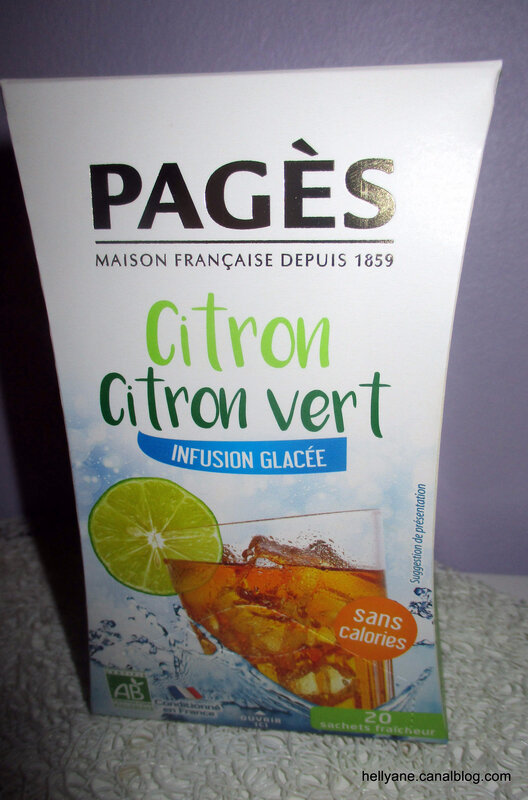 PAGÈS
MAISON FRANÇAISE DEPUIS 1859
Citron
Citron vert
INFUSION GLACÉE
Suggestion de présentation
sans
calories
AB
Conditionné
en France
OUVRIR
ICI
20
sachets fraîcheur
hellyane.canalblog.com